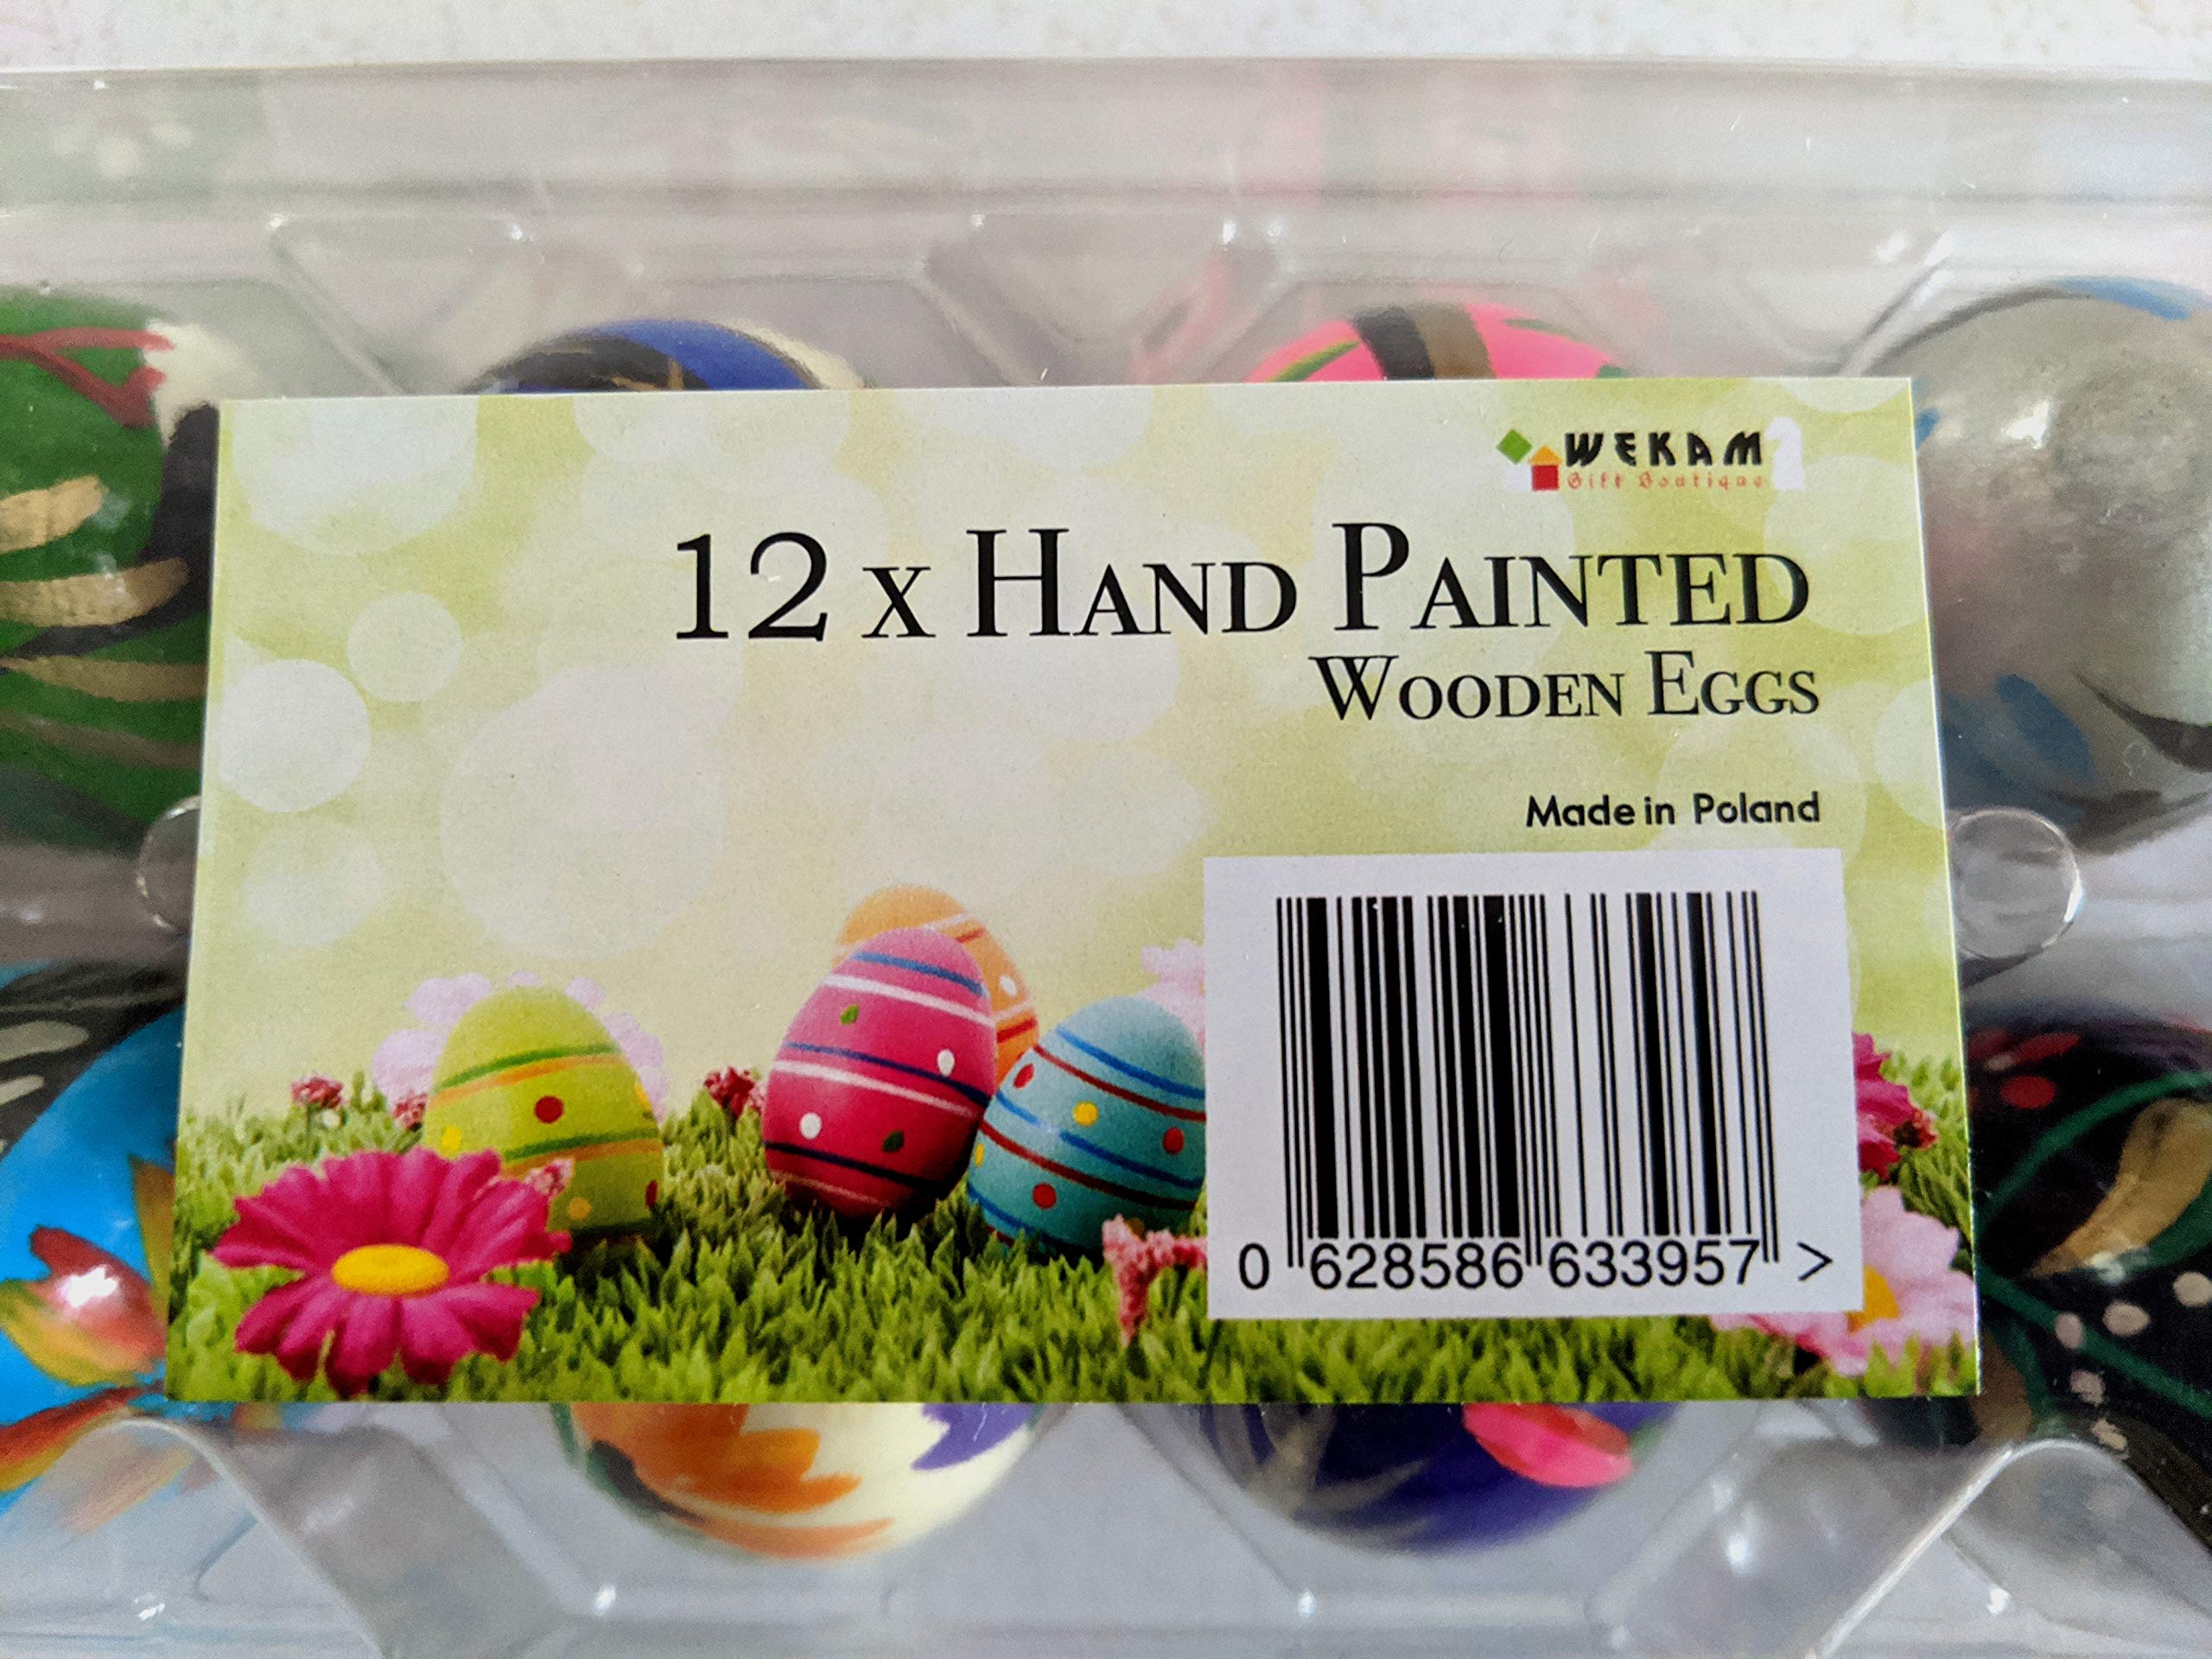 WEKAM
Gift Boutique
12 x Hand Painted
Wooden Eggs
Made in Poland
0 628586 633957 >